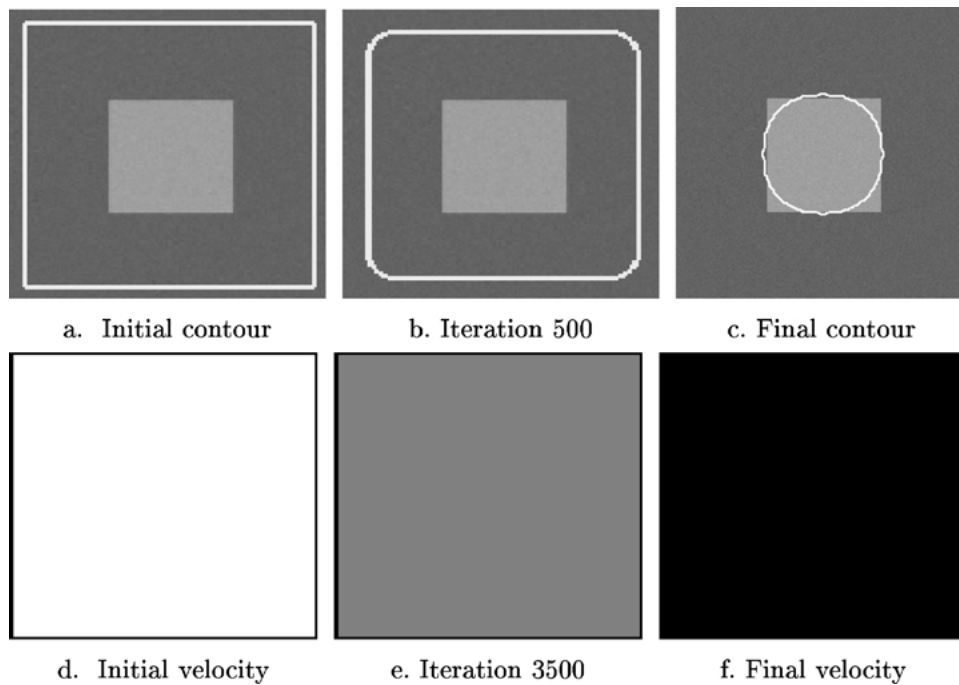 a. Initial contour
b. Iteration 500
c. Final contour
d. Initial velocity
e. Iteration 3500
f. Final velocity